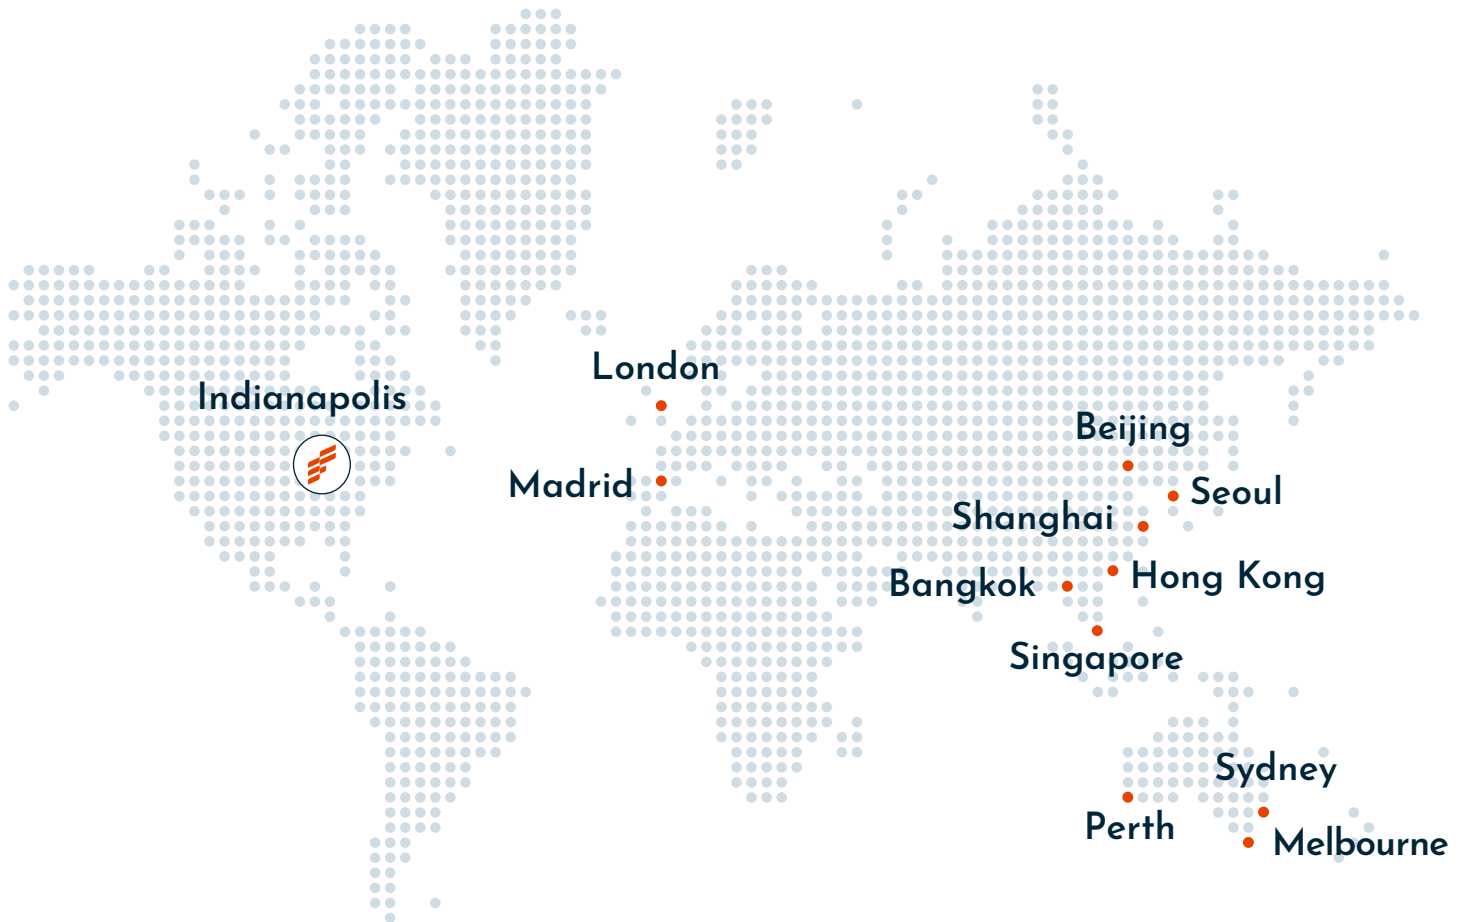 London
Indianapolis
Beijing
Madrid
Seoul
Shanghai
Bangkok
Hong Kong
Singapore
Sydney
Perth
Melbourne